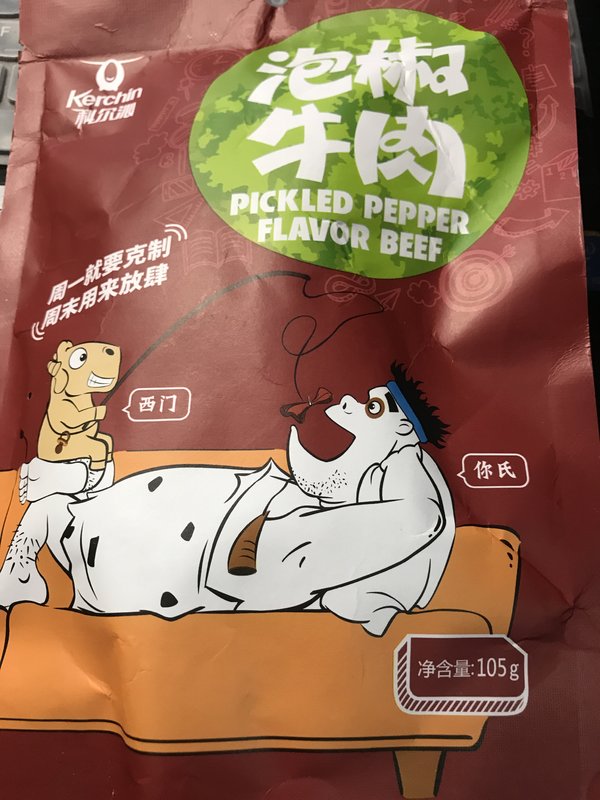 Kerchin
科尔沁
泡椒
牛肉
PICKLED PEPPER
FLAVOR BEEF
周一就要克制
周末用来放肆
西门
你氏
净含量:105g